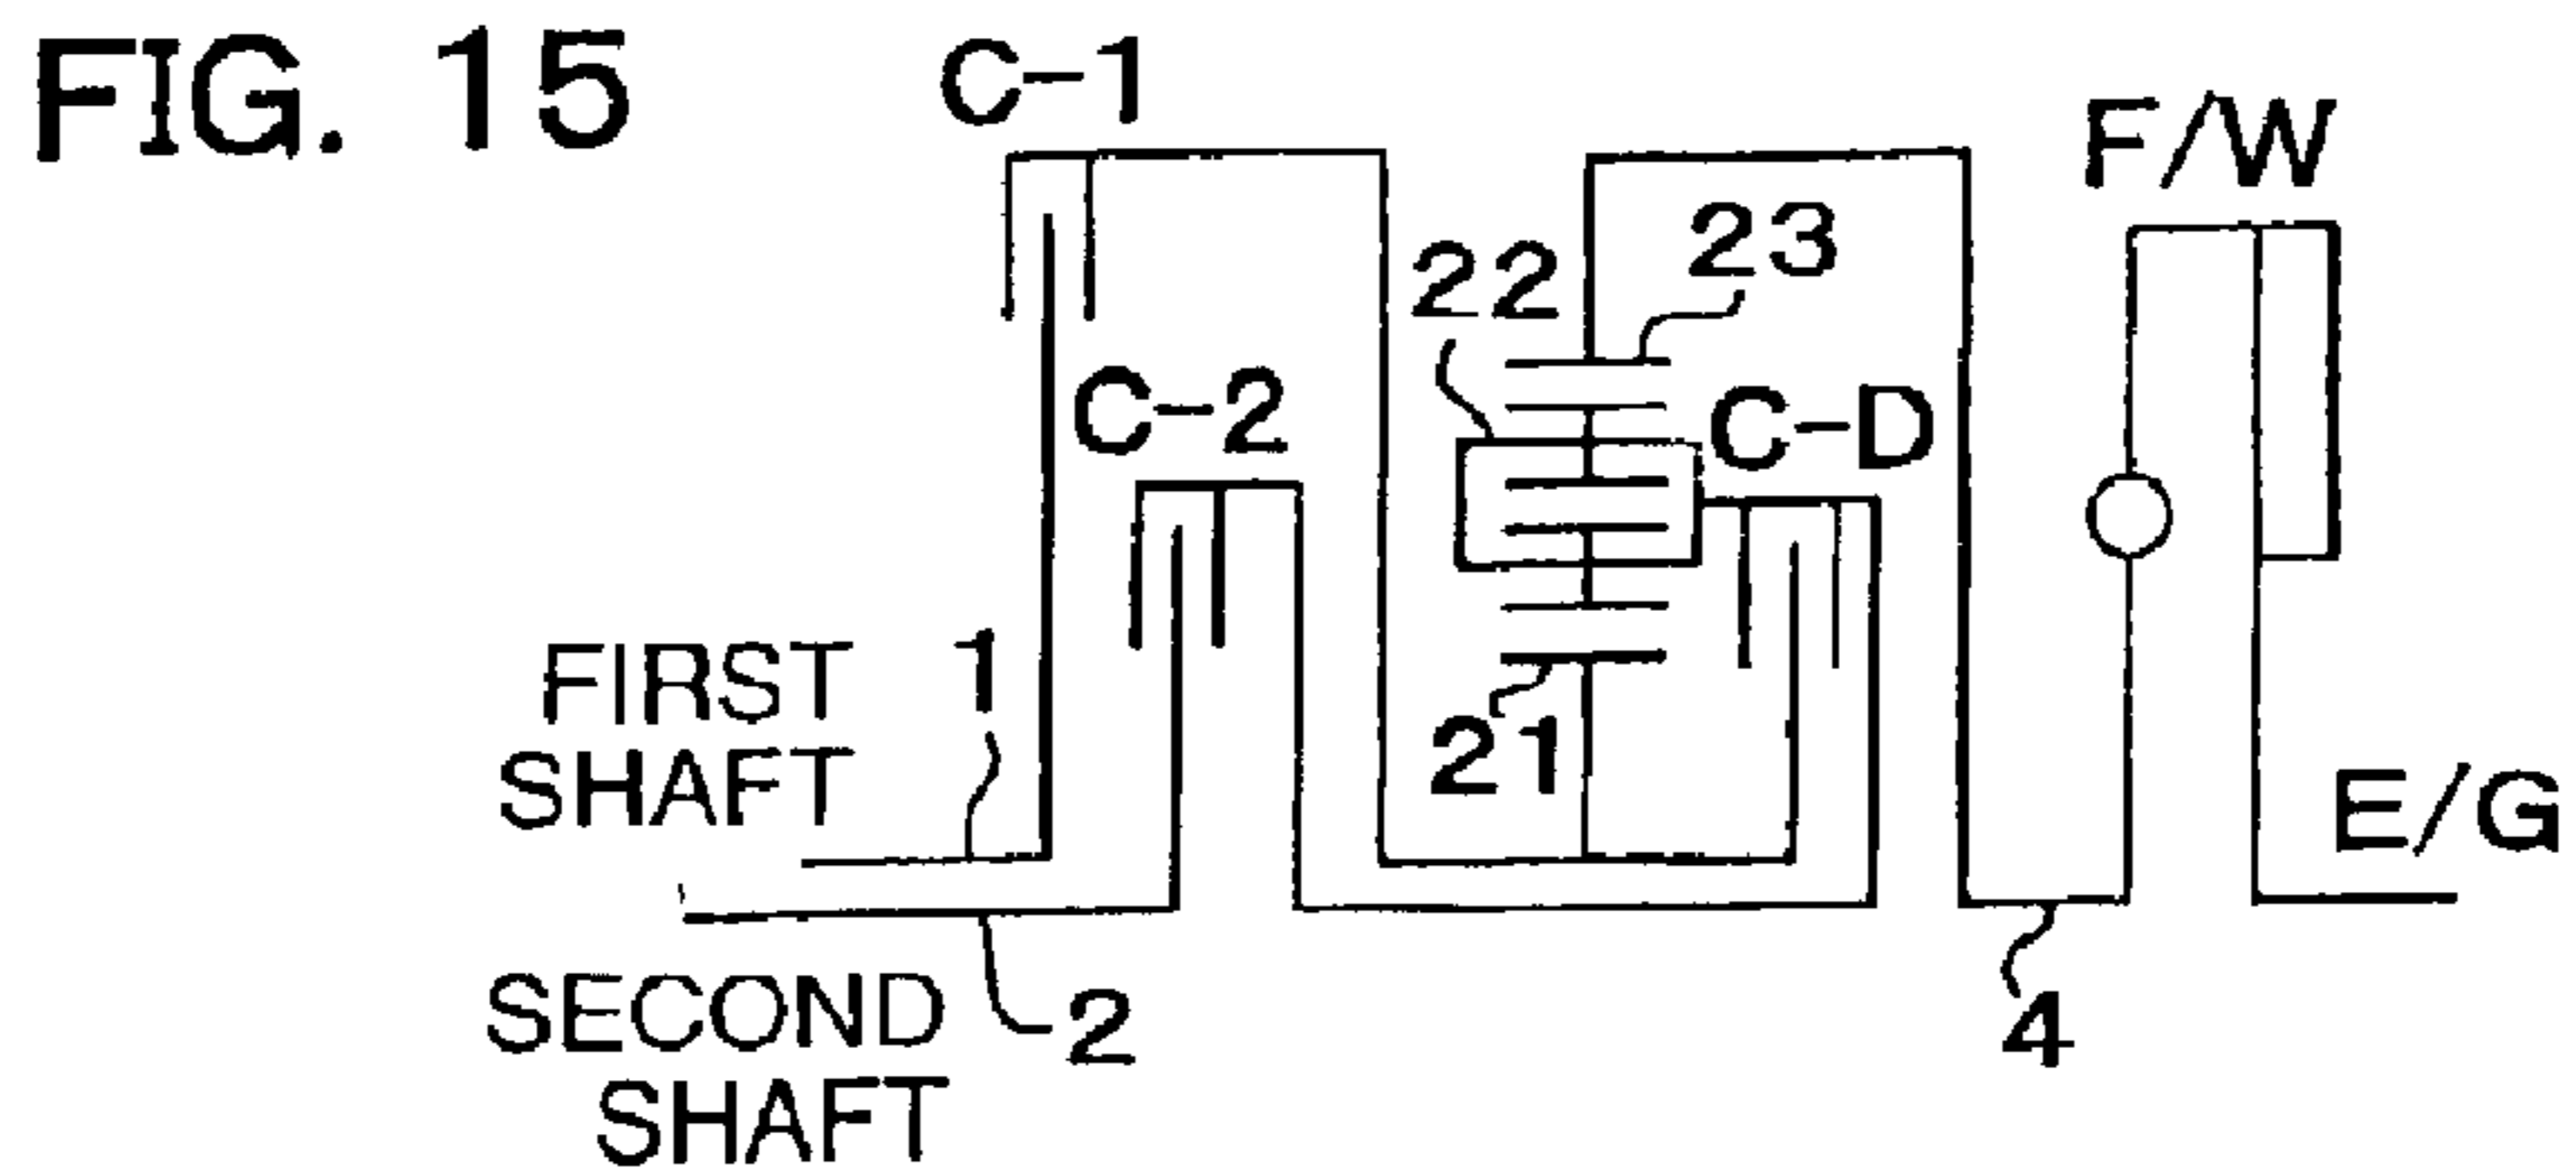 FIG. 15
C-1
F/W
23
22
C-2
C-D
FIRST
SHAFT
1
21
E/G
SECOND
SHAFT
2
4